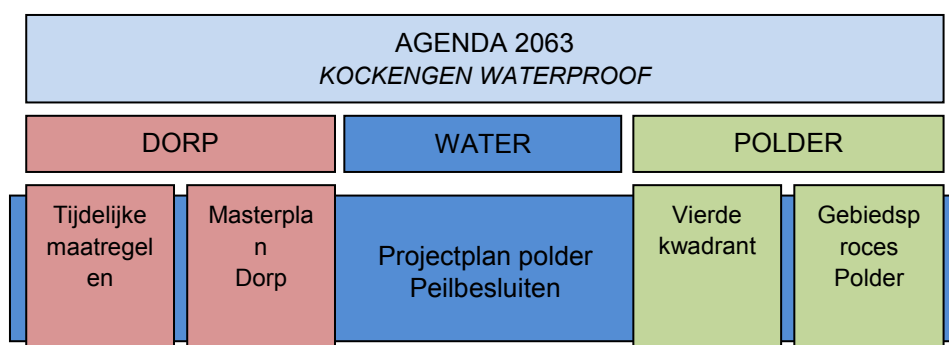 AGENDA 2063
KOCKENGEN WATERPROOF
DORP
WATER
POLDER
Tijdelijke
maatregel
en
Masterpla
n
Dorp
Projectplan polder
Peilbesluiten
Vierde
kwadrant
Gebiedsp
roces
Polder